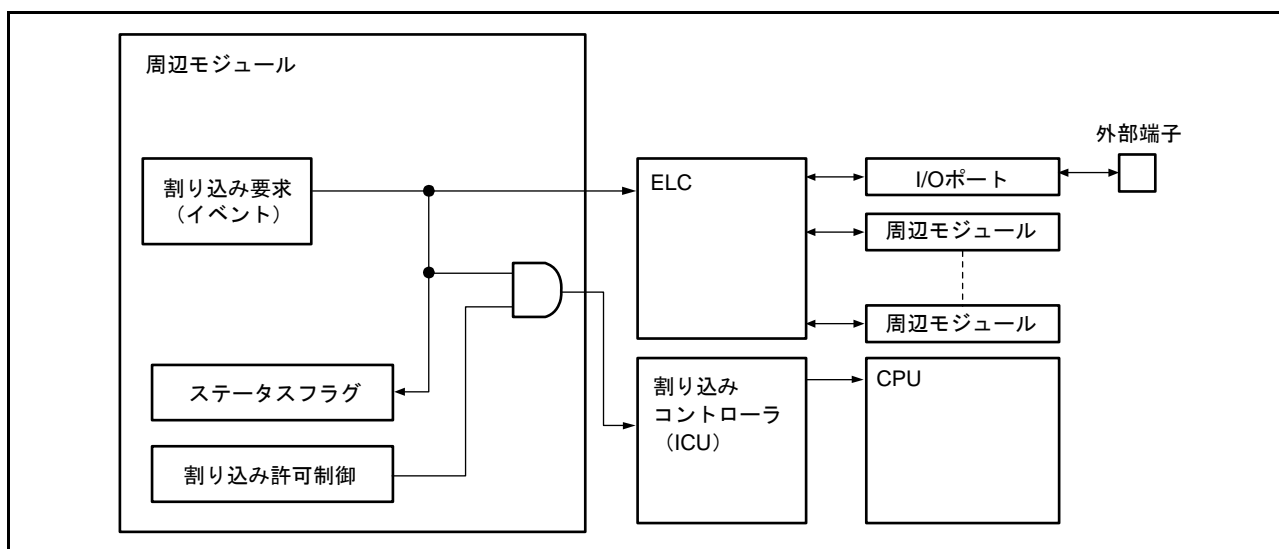 周辺モジュール
割り込み要求
（イベント）
ステータスフラグ
割り込み許可制御
ELC
割り込み
コントローラ
（ICU）
I/Oポート
周辺モジュール
周辺モジュール
CPU
外部端子